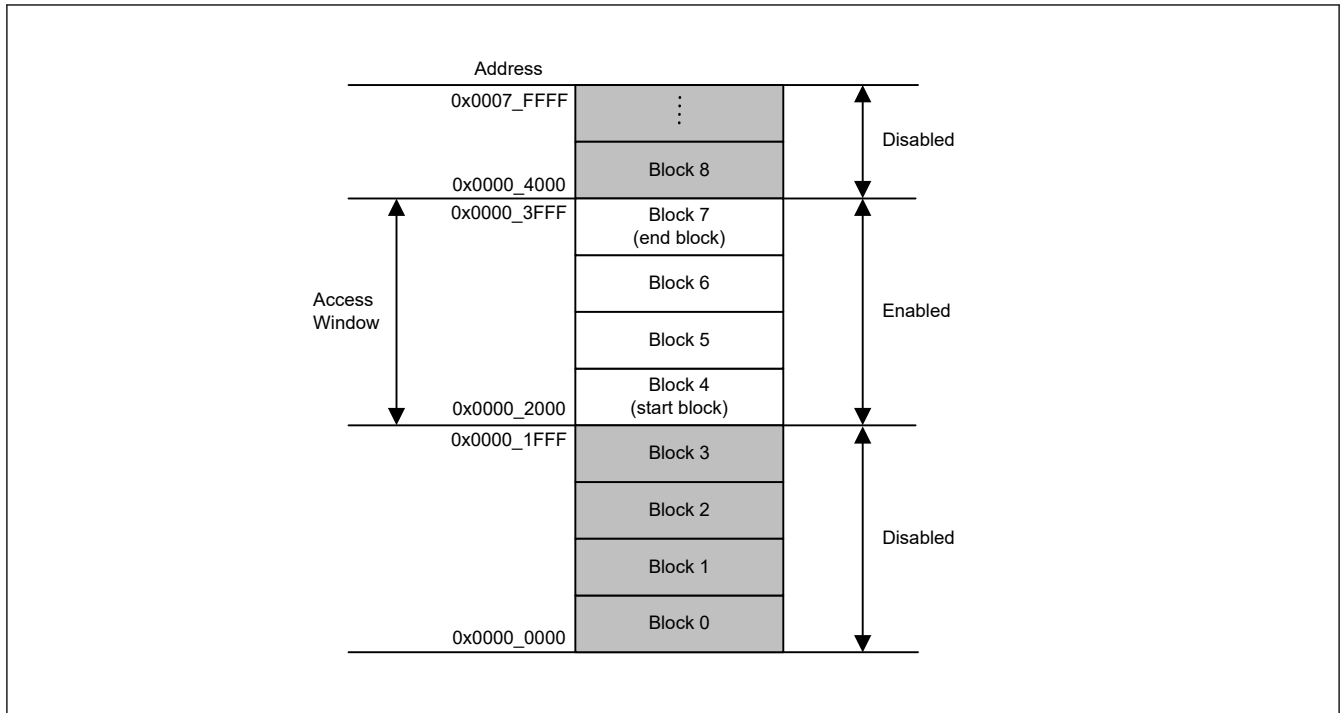 Address
0x0007_FFFF
⋮
Disabled
Block 8
0x0000_4000
0x0000_3FFF
Block 7
(end block)
Block 6
Access
Window
Enabled
Block 5
Block 4
(start block)
0x0000_2000
0x0000_1FFF
Block 3
Block 2
Disabled
Block 1
Block 0
0x0000_0000